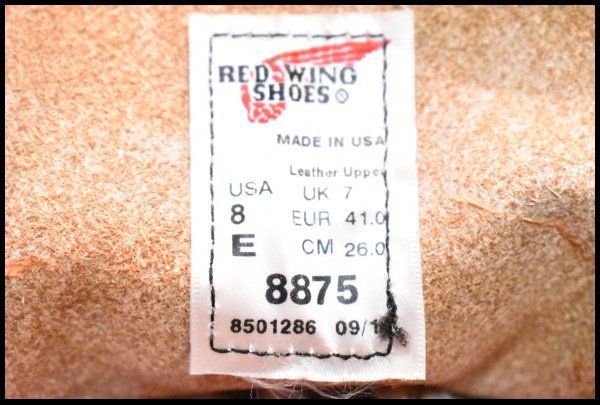 RED WING
SHOES®
MADE IN USA
Leather Upper
USA UK 7
8 EUR 41.0
E CM 26.0
8875
8501286 09/1